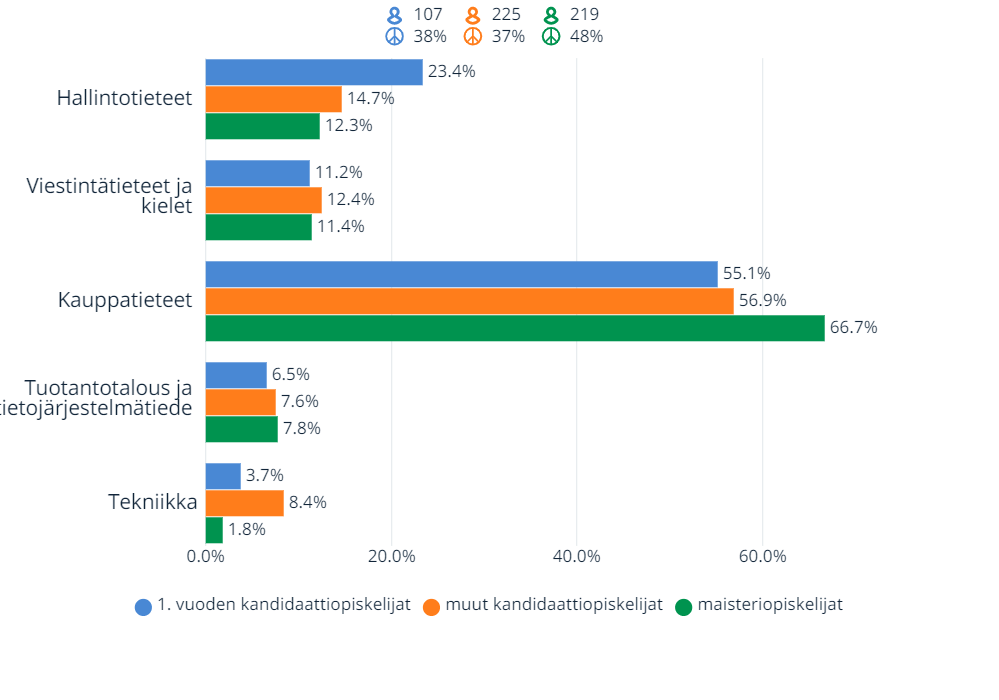 107 225 219
38% 37% 48%
Hallintotieteet
23.4%
14.7%
12.3%
Viestintätieteet ja
kielet
11.2%
12.4%
11.4%
Kauppatieteet
55.1%
56.9%
66.7%
Tuotantotalous ja
ietojärjestelmätiede
6.5%
7.6%
7.8%
Tekniikka
3.7%
8.4%
1.8%
0.0% 20.0% 40.0% 60.0%
1. vuoden kandidaattiopiskelijat muut kandidaattiopiskelijat maisteriopiskelijat